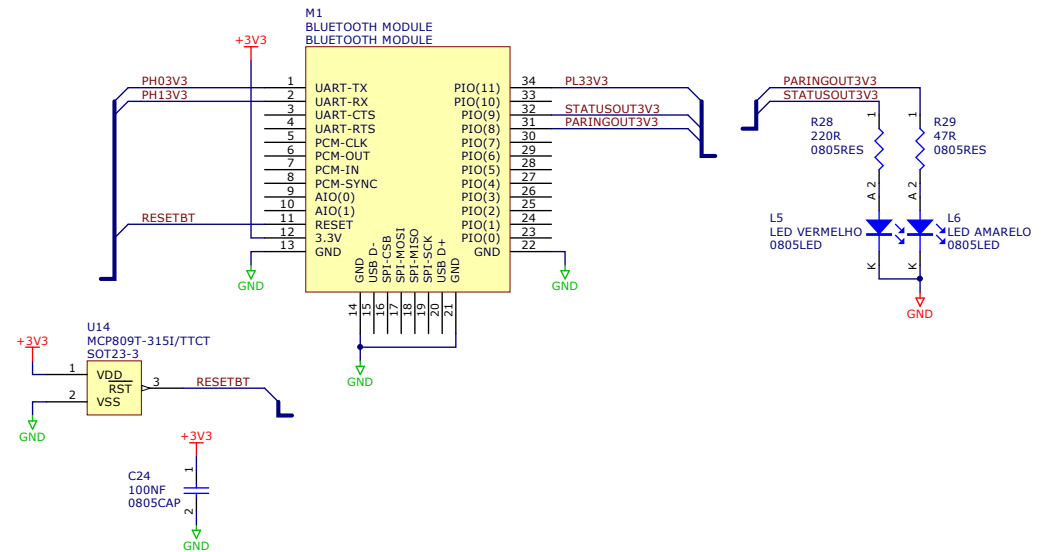 M1
BLUETOOTH MODULE
BLUETOOTH MODULE
+3V3
PH03V3
PH13V3
RESETBT
1 UART-TX
2 UART-RX
3 UART-CTS
4 UART-RTS
5 PCM-CLK
6 PCM-OUT
7 PCM-IN
8 PCM-SYNC
9 AIO(0)
10 AIO(1)
11 RESET
12 3.3V
13 GND
PIO(11) 34
PIO(10) 33
PIO(9) 32
PIO(8) 31
PIO(7) 30
PIO(6) 29
PIO(5) 28
PIO(4) 27
PIO(3) 26
PIO(2) 25
PIO(1) 24
PIO(0) 23
GND 22
GND 14
USB D- 15
SPI-CSB 16
SPI-MOSI 17
SPI-MISO 18
SPI-SCK 19
USB D+ 20
GND 21
PL33V3
STATUSOUT3V3
PARINGOUT3V3
GND
GND
GND
PARINGOUT3V3
STATUSOUT3V3
1
R28
220R
0805RES
2
1
R29
47R
0805RES
2
A
L5
LED VERMELHO
0805LED
K
A
L6
LED AMARELO
0805LED
K
GND
U14
MCP809T-315I/TTCT
SOT23-3
+3V3
1 VDD
2 VSS
RST 3
RESETBT
GND
+3V3
1
C24
100NF
0805CAP
2
GND